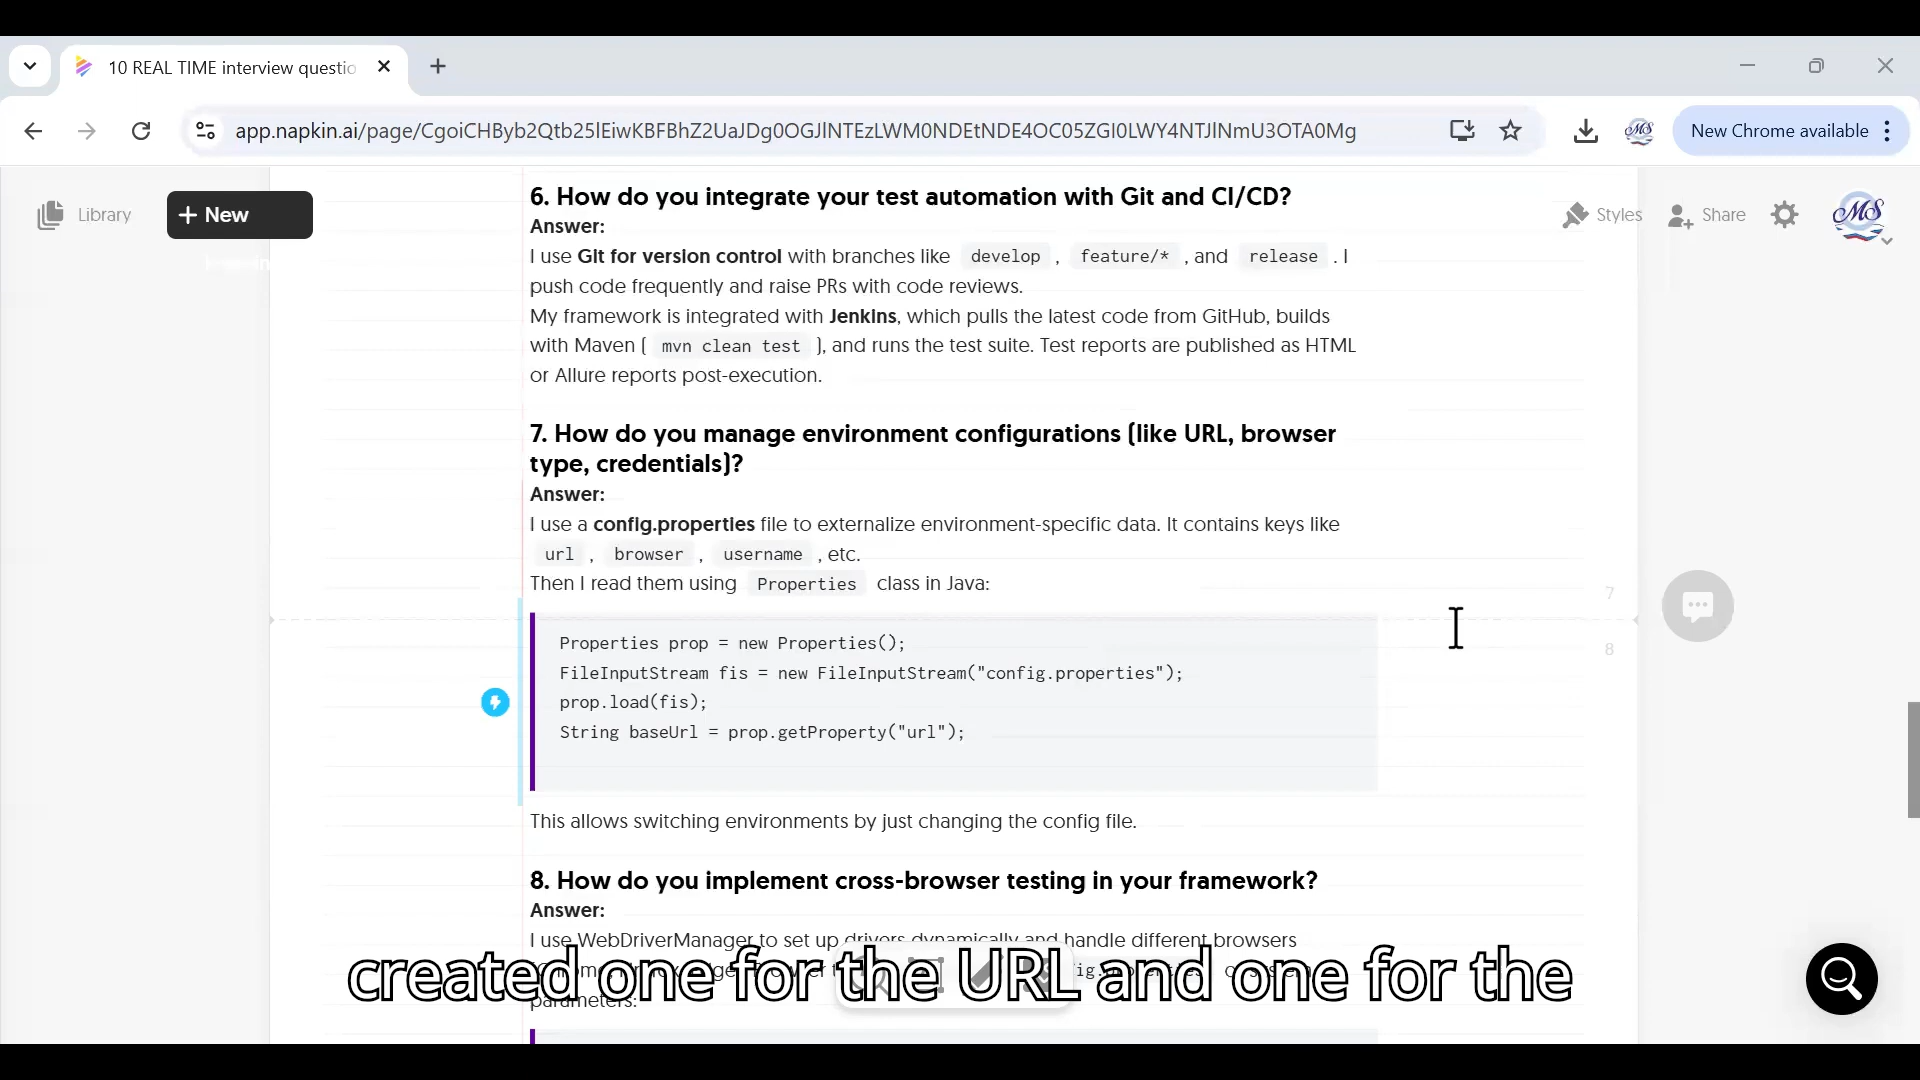 10 REAL TIME interview questio
app.napkin.ai/page/CgoiCHByb2Qtb25lEiwKBFBhZ2UaJDg0OGJlNTEzLWM0NDEtNDE4OC05ZGI0LWY4NTJlNmU3OTA0Mg
New Chrome available
Library
+ New
Styles
Share
MS
6. How do you integrate your test automation with Git and CI/CD?
Answer:
I use Git for version control with branches like develop , feature/* , and release . I
push code frequently and raise PRs with code reviews.
My framework is integrated with Jenkins, which pulls the latest code from GitHub, builds
with Maven ( mvn clean test ), and runs the test suite. Test reports are published as HTML
or Allure reports post-execution.
7. How do you manage environment configurations (like URL, browser
type, credentials)?
Answer:
I use a config.properties file to externalize environment-specific data. It contains keys like
url , browser , username , etc.
Then I read them using Properties class in Java:
7
8
Properties prop = new Properties();
FileInputStream fis = new FileInputStream("config.properties");
prop.load(fis);
String baseUrl = prop.getProperty("url");
This allows switching environments by just changing the config file.
8. How do you implement cross-browser testing in your framework?
Answer:
I use WebDriverManager to set up drivers dynamically and handle different browsers
parameters:
created one for the URL and one for the